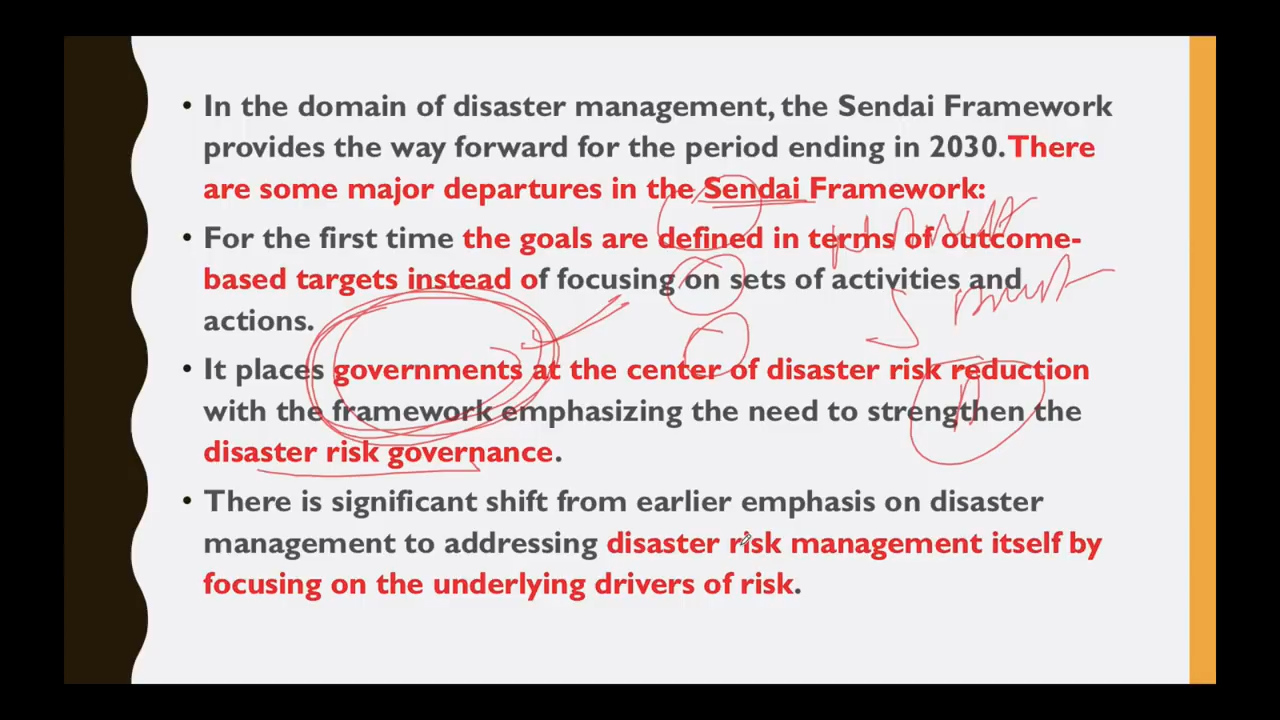 • In the domain of disaster management, the Sendai Framework
provides the way forward for the period ending in 2030. There
are some major departures in the Sendai Framework:
• For the first time the goals are defined in terms of outcome-
based targets instead of focusing on sets of activities and
actions.
• It places governments at the center of disaster risk reduction
with the framework emphasizing the need to strengthen the
disaster risk governance.
• There is significant shift from earlier emphasis on disaster
management to addressing disaster risk management itself by
focusing on the underlying drivers of risk.